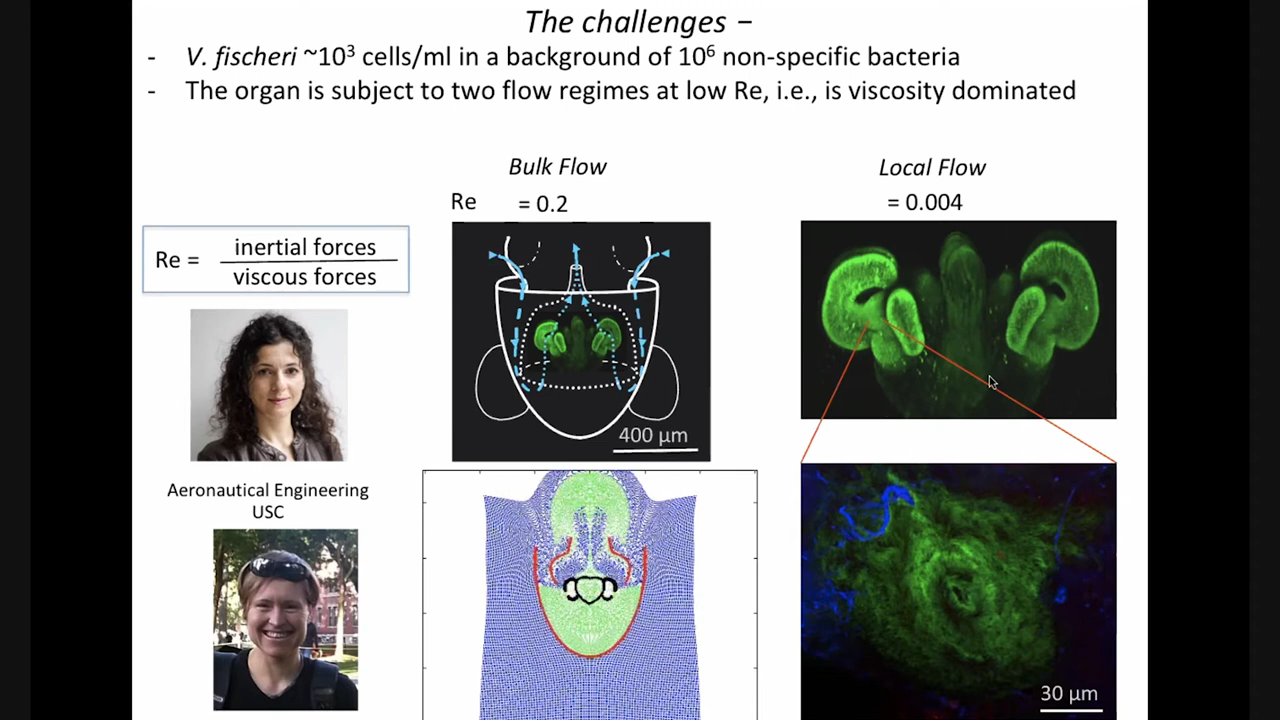 The challenges –
- V. fischeri ~10³ cells/ml in a background of 10⁶ non-specific bacteria
- The organ is subject to two flow regimes at low Re, i.e., is viscosity dominated
Bulk Flow
Re = 0.2
Local Flow
= 0.004
Re = inertial forces
viscous forces
400 µm
Aeronautical Engineering
USC
30 µm